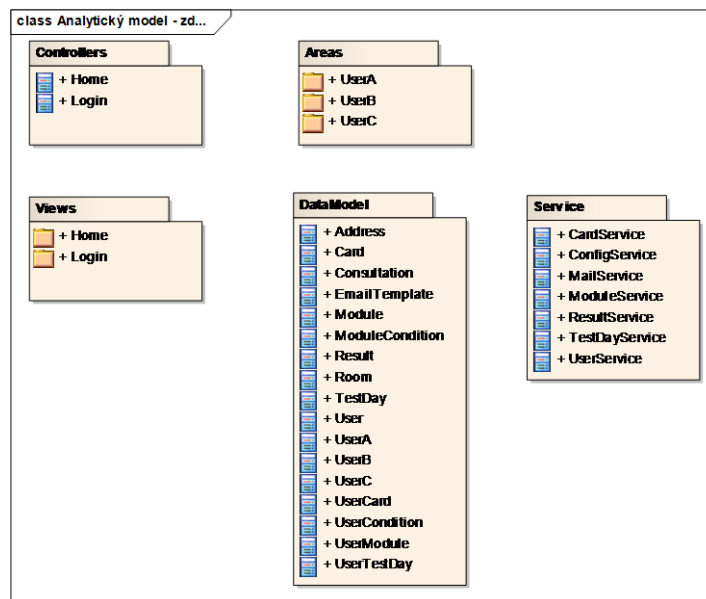 class Analytický model - zd...
Controllers
+ Home
+ Login
Areas
+ UserA
+ UserB
+ UserC
Views
+ Home
+ Login
DataModel
+ Address
+ Card
+ Consultation
+ EmailTemplate
+ Module
+ ModuleCondition
+ Result
+ Room
+ TestDay
+ User
+ UserA
+ UserB
+ UserC
+ UserCard
+ UserCondition
+ UserModule
+ UserTestDay
Service
+ CardService
+ ConfigService
+ MailService
+ ModuleService
+ ResultService
+ TestDayService
+ UserService